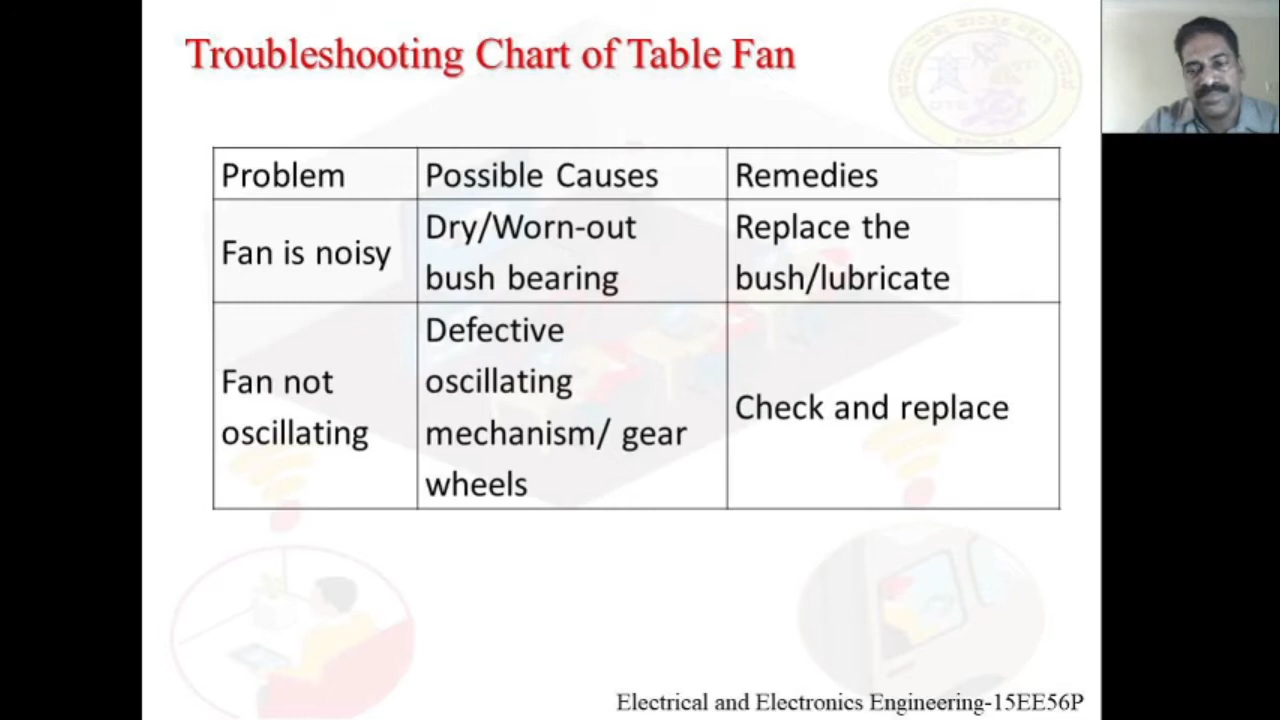 Troubleshooting Chart of Table Fan
Problem
Possible Causes
Remedies
Fan is noisy
Dry/Worn-out
bush bearing
Replace the
bush/lubricate
Fan not
oscillating
Defective
oscillating
mechanism/ gear
wheels
Check and replace
Electrical and Electronics Engineering-15EE56P